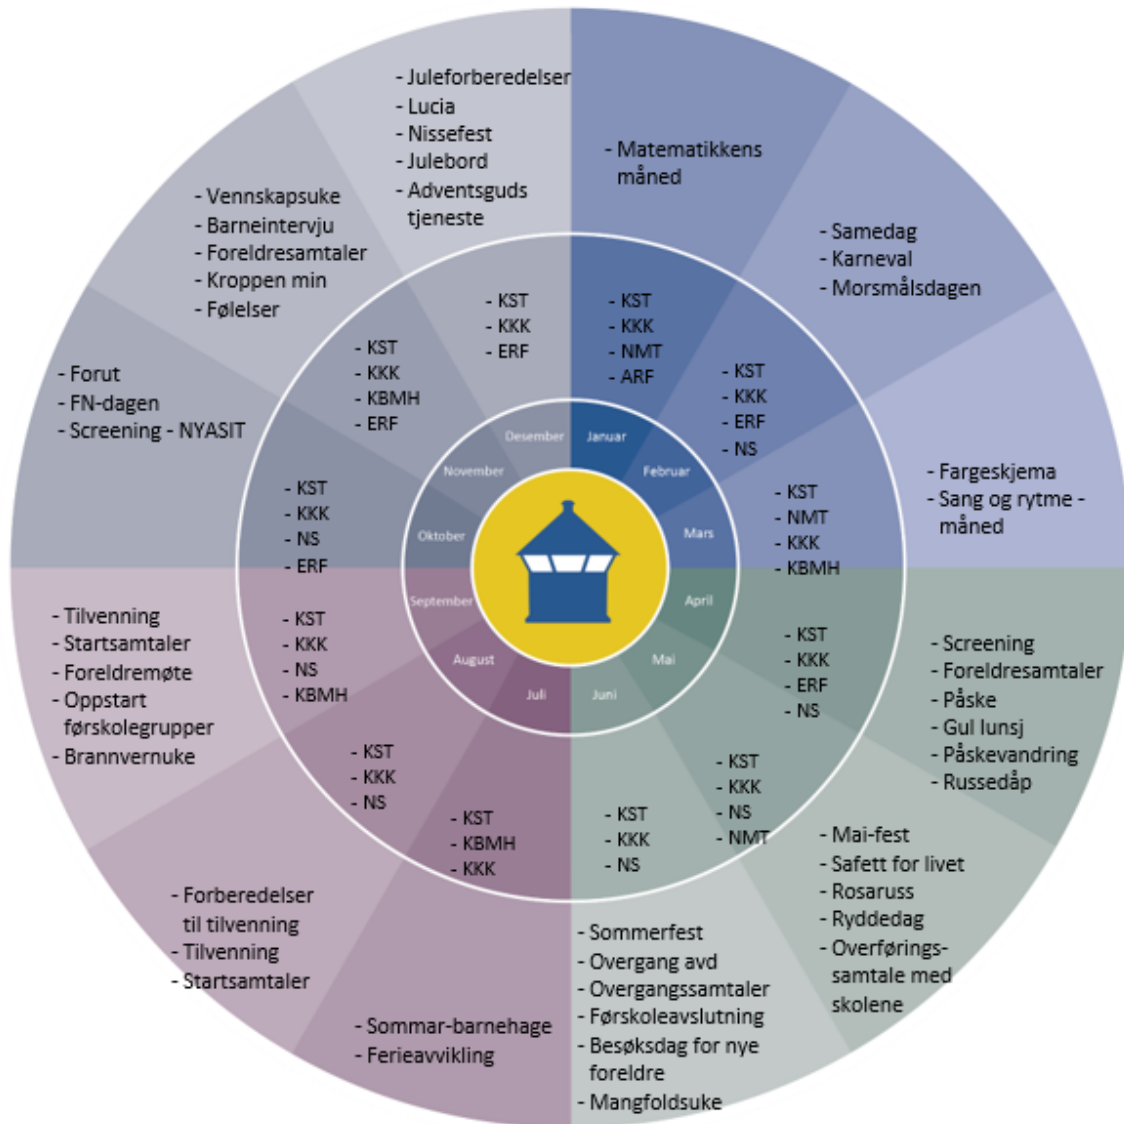 - Juleforberedelser
- Lucia
- Nissefest
- Julebord
- Adventsguds
tjeneste
- Matematikkens
måned
- Samedag
- Karneval
- Morsmålsdagen
- Fargeskjema
- Sang og rytme -
måned
- Screening
- Foreldresamtaler
- Påske
- Gul lunsj
- Påskevandring
- Russedåp
- Mai-fest
- Safett for livet
- Rosaruss
- Ryddedag
- Overførings-
samtale med
skolene
- Sommerfest
- Overgang avd
- Overgangssamtaler
- Førskoleavslutning
- Besøksdag for nye
foreldre
- Mangfoldsuke
- Sommar-barnehage
- Ferieavvikling
- Forberedelser
til tilvenning
- Tilvenning
- Startsamtaler
- Tilvenning
- Startsamtaler
- Foreldremøte
- Oppstart
førskolegrupper
- Brannvernuke
- Forut
- FN-dagen
- Screening - NYASIT
- Vennskapsuke
- Barneintervju
- Foreldresamtaler
- Kroppen min
- Følelser
- KST
- KKK
- ERF
- KST
- KKK
- NMT
- ARF
- KST
- KKK
- ERF
- NS
- KST
- NMT
- KKK
- KBMH
- KST
- KKK
- ERF
- NS
- KST
- KKK
- NS
- NMT
- KST
- KKK
- NS
- KST
- KBMH
- KKK
- KST
- KKK
- NS
- KST
- KKK
- NS
- KBMH
- KST
- KKK
- NS
- ERF
- KST
- KKK
- KBMH
- ERF
Desember
Januar
Februar
Mars
April
Mai
Juni
Juli
August
September
Oktober
November